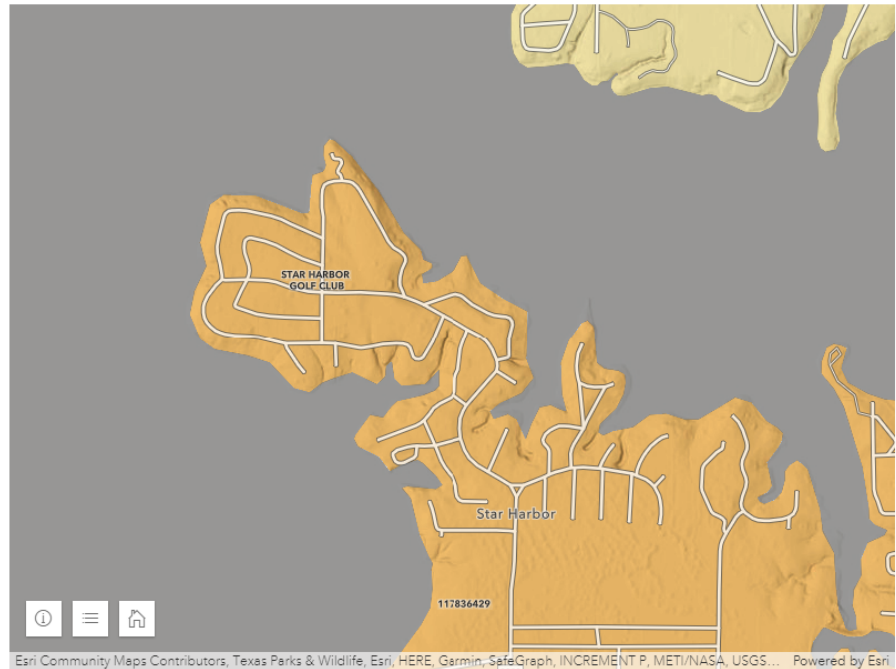 STAR HARBOR
GOLF CLUB
Star Harbor
117836429
Esri Community Maps Contributors, Texas Parks & Wildlife, Esri, HERE, Garmin, SafeGraph, INCREMENT P, METI/NASA, USGS... Powered by Esri